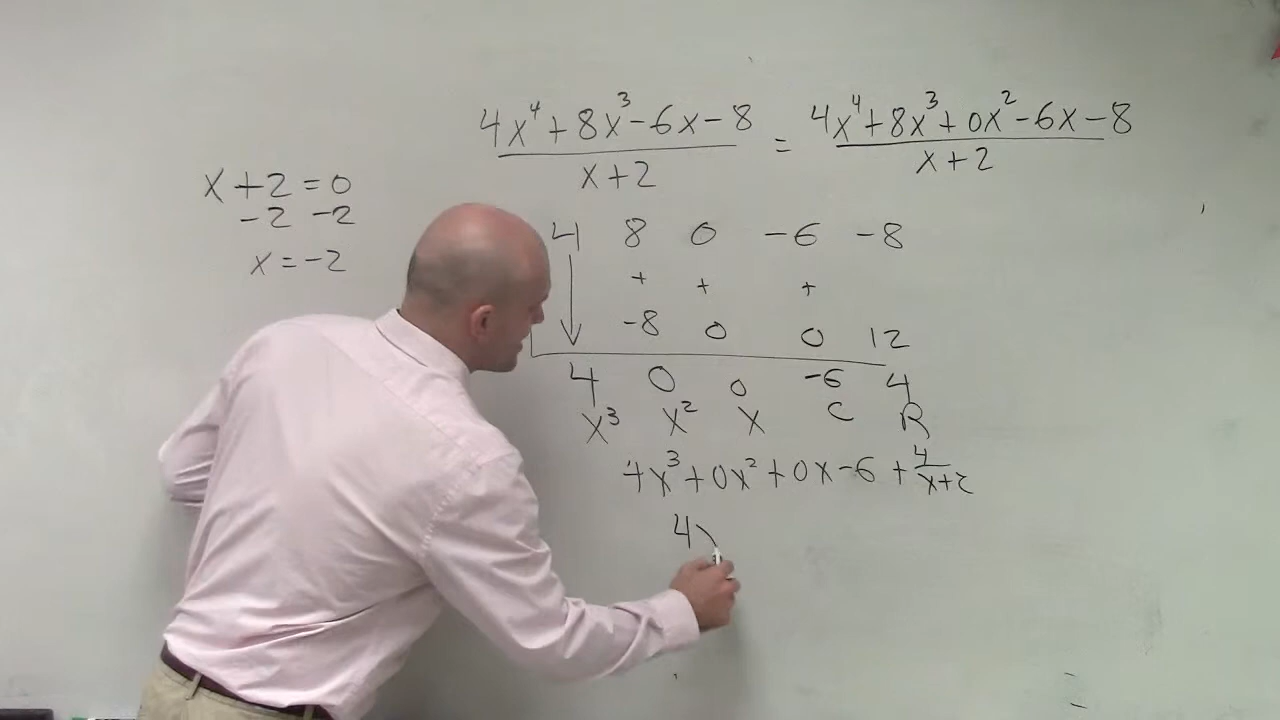 4x⁴ + 8x³ - 6x - 8 / x + 2 = 4x⁴ + 8x³ + 0x² - 6x - 8 / x + 2
x + 2 = 0
-2 -2
x = -2
4 8 0 -6 -8
+ + +
-8 0 0 12
4 0 0 -6 4
x³ x² x C R
4x³ + 0x² + 0x - 6 + 4/x+2
4